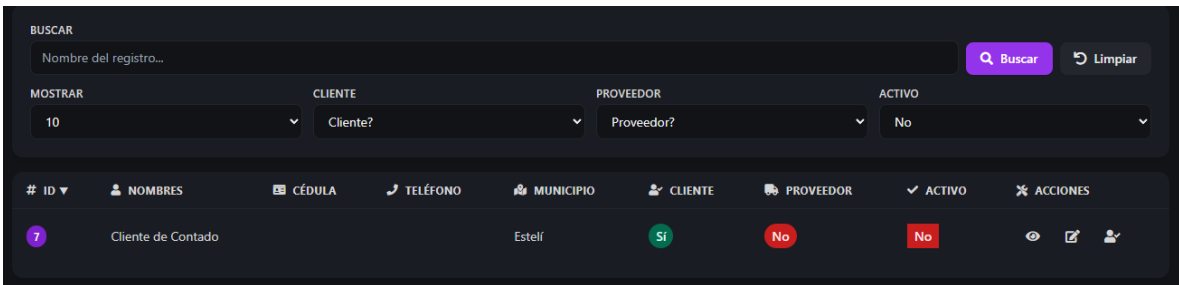 BUSCAR
Nombre del registro...
Buscar
Limpiar
MOSTRAR CLIENTE PROVEEDOR ACTIVO
10 Cliente? Proveedor? No
# ID ▼ NOMBRES CÉDULA TELÉFONO MUNICIPIO CLIENTE PROVEEDOR ACTIVO ACCIONES
7 Cliente de Contado Estelí Sí No No